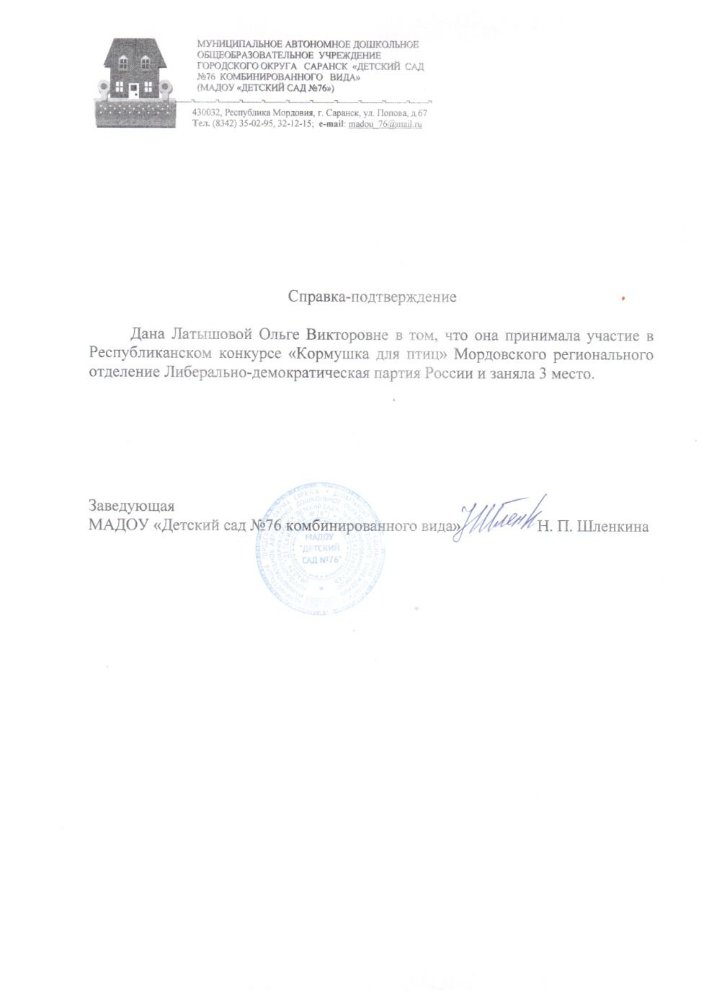 МУНИЦИПАЛЬНОЕ АВТОНОМНОЕ ДОШКОЛЬНОЕ
ОБЩЕОБРАЗОВАТЕЛЬНОЕ УЧРЕЖДЕНИЕ
ГОРОДСКОГО ОКРУГА САРАНСК «ДЕТСКИЙ САД
№76 КОМБИНИРОВАННОГО ВИДА»
(МАДОУ «ДЕТСКИЙ САД №76»)
430032, Республика Мордовия, г. Саранск, ул. Попова, д.67
Тел. (8342) 35-02-95, 32-12-15; e-mail: madou_76@mail.ru
Справка-подтверждение
Дана Латышовой Ольге Викторовне в том, что она принимала участие в
Республиканском конкурсе «Кормушка для птиц» Мордовского регионального
отделение Либерально-демократическая партия России и заняла 3 место.
Заведующая
МАДОУ «Детский сад №76 комбинированного вида» Н. П. Шленкина
МАДОУ
"ДЕТСКИЙ
САД №76"